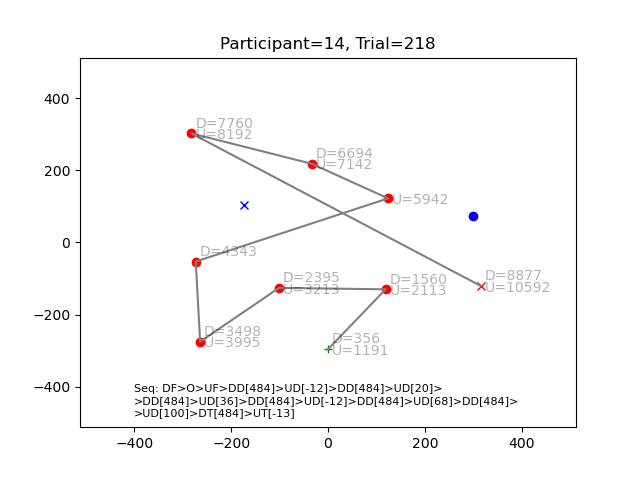 Participant=14, Trial=218
400
200
0
−200
−400
−400
−200
0
200
400
D=7760
U=8192
D=6694
U=7142
U=5942
D=4343
D=8877
U=10592
D=2395
U=3213
D=1560
U=2113
D=3498
U=3995
D=356
U=1191
Seq: DF>O>UF>DD[484]>UD[-12]>DD[484]>UD[20]>
>DD[484]>UD[36]>DD[484]>UD[-12]>DD[484]>UD[68]>DD[484]>
>UD[100]>DT[484]>UT[-13]